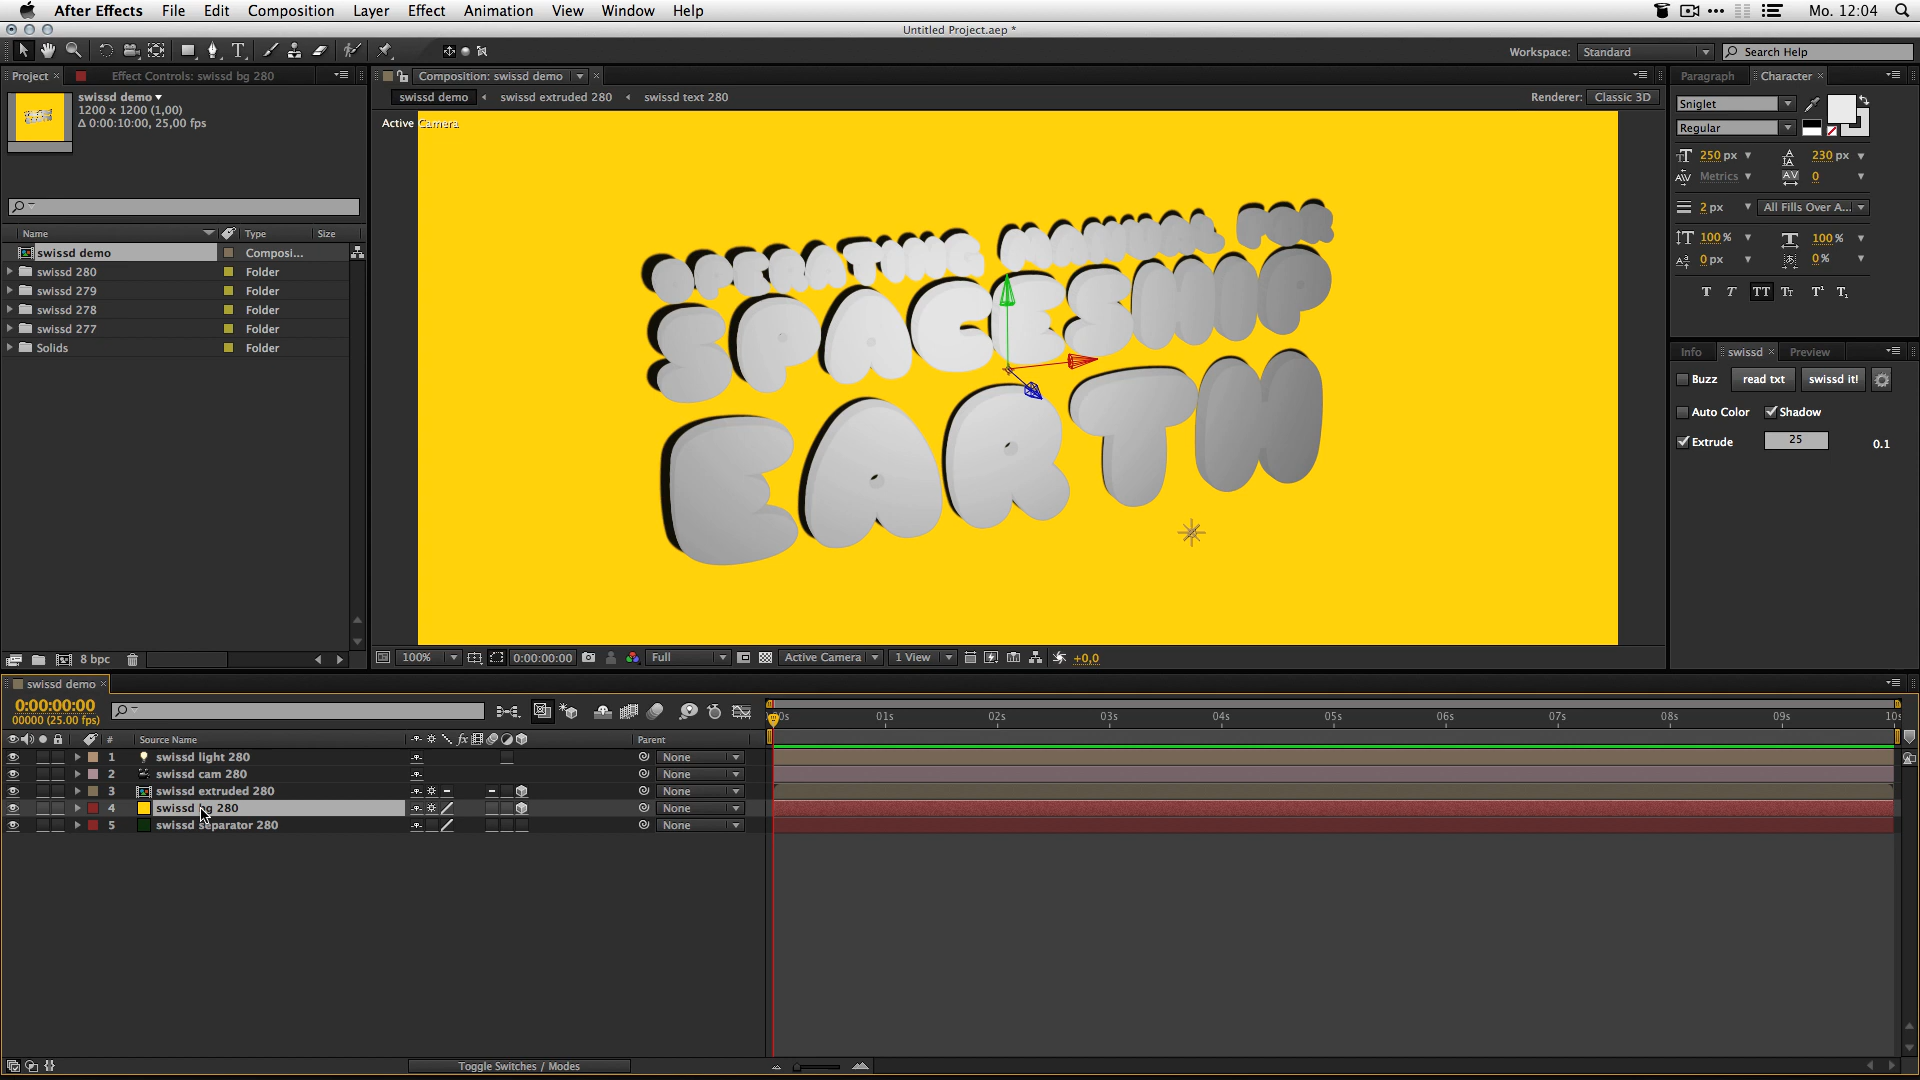 After Effects File Edit Composition Layer Effect Animation View Window Help Mo. 12:04
Untitled Project.aep *
Workspace: Standard Search Help
Project Effect Controls: swissd bg 280 Composition: swissd demo Paragraph Character
swissd demo
1200 x 1200 (1,00)
Δ 0:00:10:00, 25,00 fps
swissd demo swissd extruded 280 swissd text 280 Renderer: Classic 3D
Active Camera
Sniglet
Regular
250 px 230 px
Metrics 0
2 px All Fills Over A...
100 % 100 %
0 px 0 %
T T TT Tt T¹ T₁
OPERATING MANUAL FOR
SPACESHIP
EARTH
Name Type Size
swissd demo Composi...
swissd 280 Folder
swissd 279 Folder
swissd 278 Folder
swissd 277 Folder
Solids Folder
Info swissd Preview
Buzz read txt swissd it!
Auto Color Shadow
Extrude 25 0.1
8 bpc
100% 0:00:00:00 Full Active Camera 1 View +0,0
swissd demo
0:00:00:00
00000 (25.00 fps)
:00s 01s 02s 03s 04s 05s 06s 07s 08s 09s 10s
# Source Name fx Parent
1 swissd light 280 None
2 swissd cam 280 None
3 swissd extruded 280 None
4 swissd bg 280 None
5 swissd separator 280 None
Toggle Switches / Modes